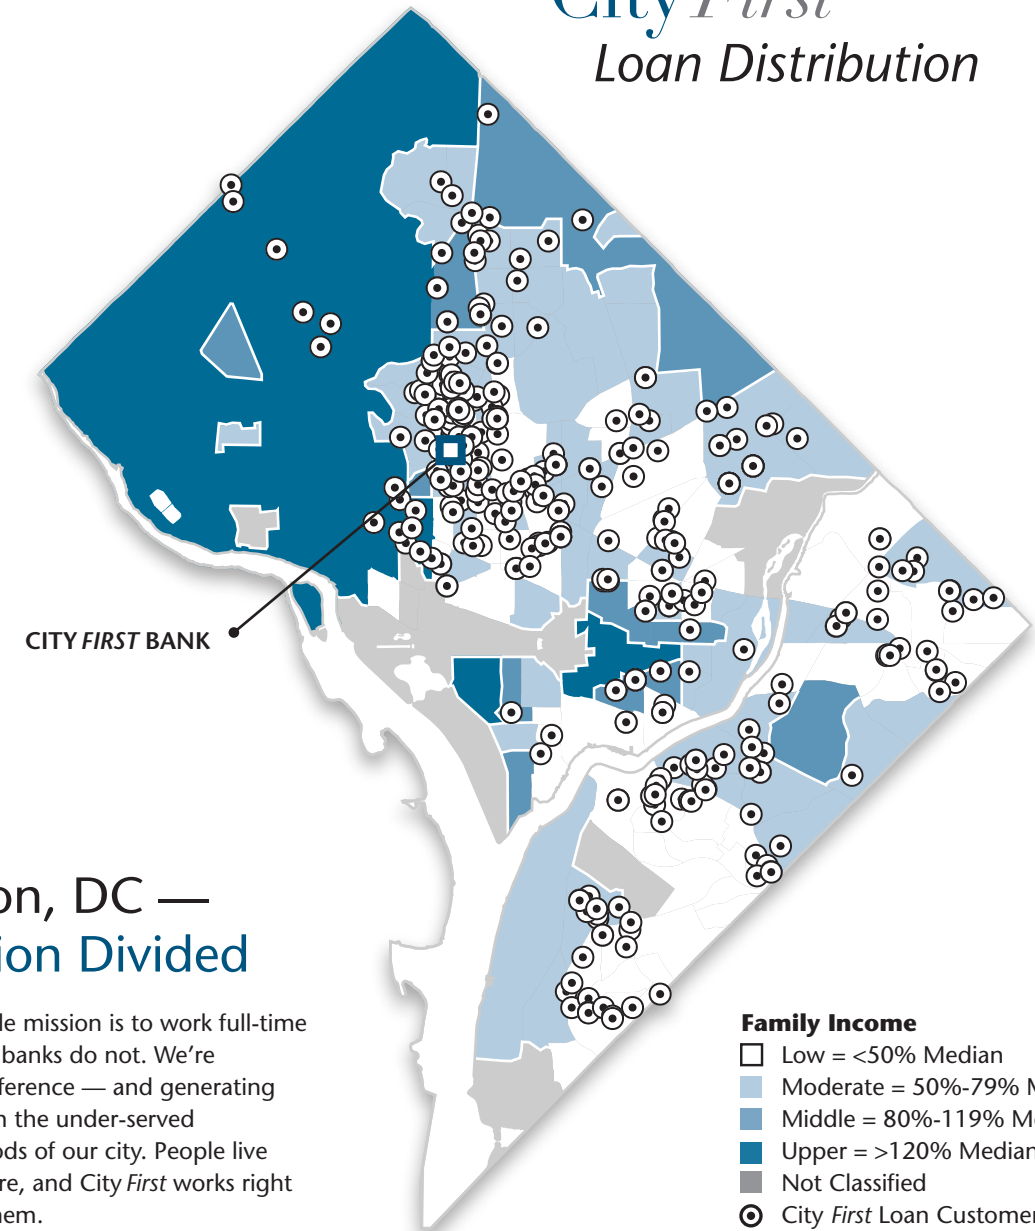 City First
Loan Distribution
CITY FIRST BANK
on, DC —
ion Divided
le mission is to work full-time
banks do not. We're
ference — and generating
n the under-served
ods of our city. People live
re, and City First works right
hem.
Family Income
Low = <50% Median
Moderate = 50%-79% M
Middle = 80%-119% Me
Upper = >120% Median
Not Classified
City First Loan Customer